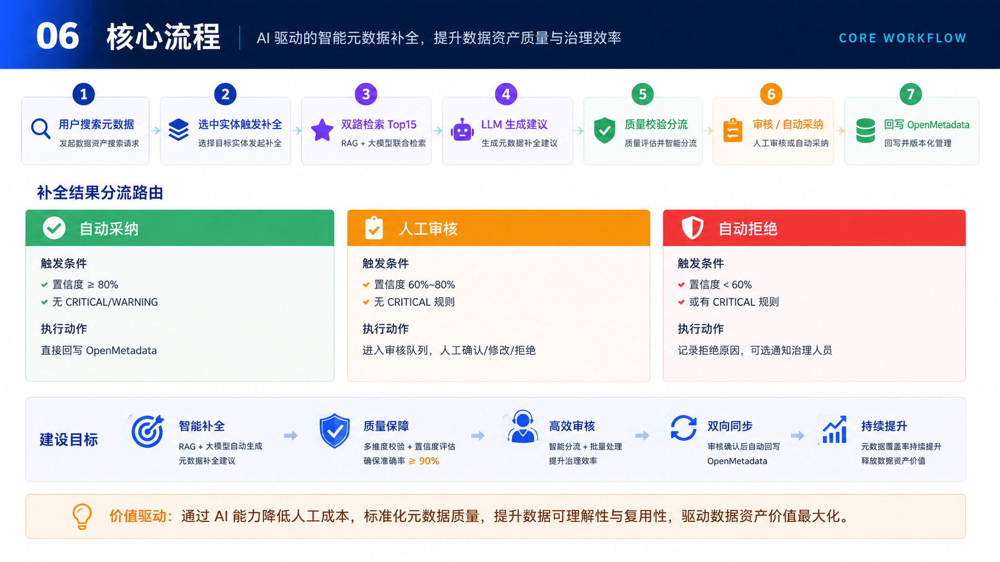 06 核心流程 AI 驱动的智能元数据补全，提升数据资产质量与治理效率 CORE WORKFLOW
1
用户搜索元数据
发起数据资产搜索请求
2
选中实体触发补全
选择目标实体发起补全
3
双路检索 Top15
RAG + 大模型联合检索
4
LLM 生成建议
生成元数据补全建议
5
质量校验分流
质量评估并智能分流
6
审核 / 自动采纳
人工审核或自动采纳
7
回写 OpenMetadata
回写并版本化管理
补全结果分流路由
自动采纳
触发条件
置信度 ≥ 80%
无 CRITICAL/WARNING
执行动作
直接回写 OpenMetadata
人工审核
触发条件
置信度 60%~80%
无 CRITICAL 规则
执行动作
进入审核队列，人工确认/修改/拒绝
自动拒绝
触发条件
置信度 < 60%
或有 CRITICAL 规则
执行动作
记录拒绝原因，可选通知治理人员
建设目标
智能补全
RAG + 大模型自动生成
元数据补全建议
质量保障
多维度校验 + 置信度评估
确保准确率 ≥ 90%
高效审核
智能分流 + 批量处理
提升治理效率
双向同步
审核确认后自动回写
OpenMetadata
持续提升
元数据覆盖率持续提升
释放数据资产价值
价值驱动：通过 AI 能力降低人工成本，标准化元数据质量，提升数据可理解性与复用性，驱动数据资产价值最大化。